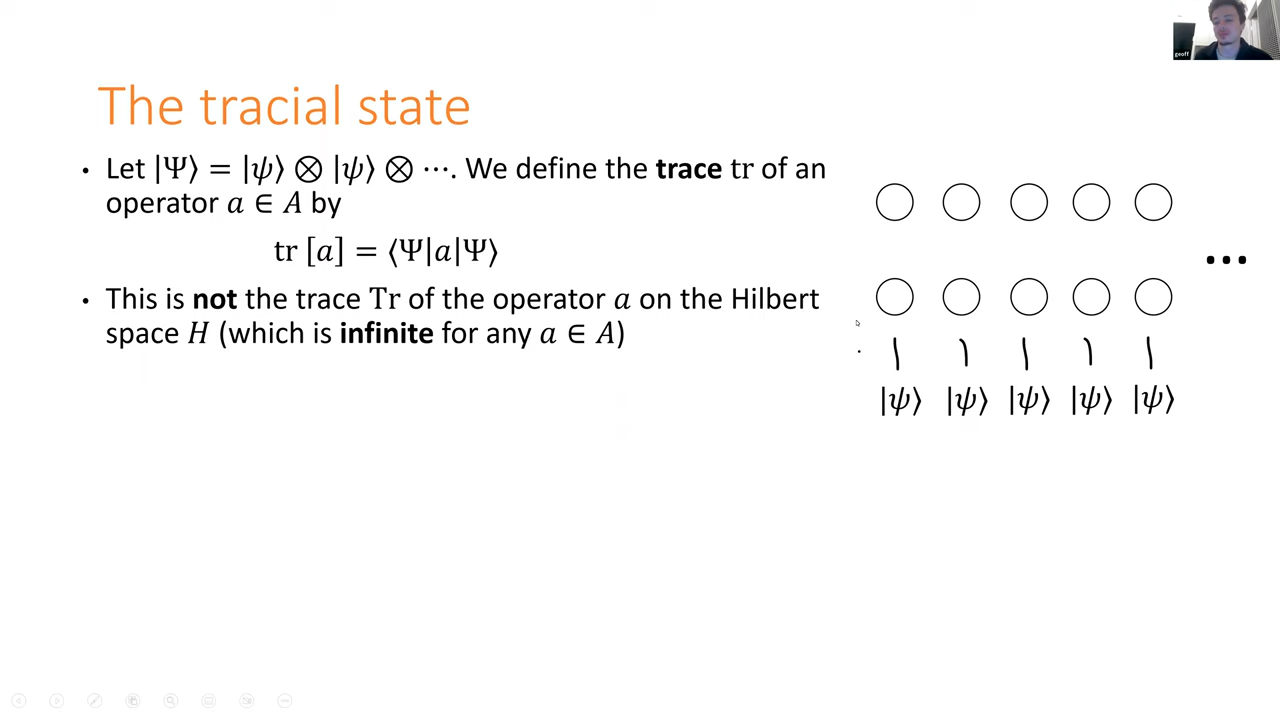 The tracial state
• Let |Ψ⟩ = |ψ⟩ ⊗ |ψ⟩ ⊗ ⋯. We define the trace tr of an
operator a ∈ A by
tr [a] = ⟨Ψ|a|Ψ⟩
• This is not the trace Tr of the operator a on the Hilbert
space H (which is infinite for any a ∈ A)
...
|ψ⟩ |ψ⟩ |ψ⟩ |ψ⟩ |ψ⟩
geoff